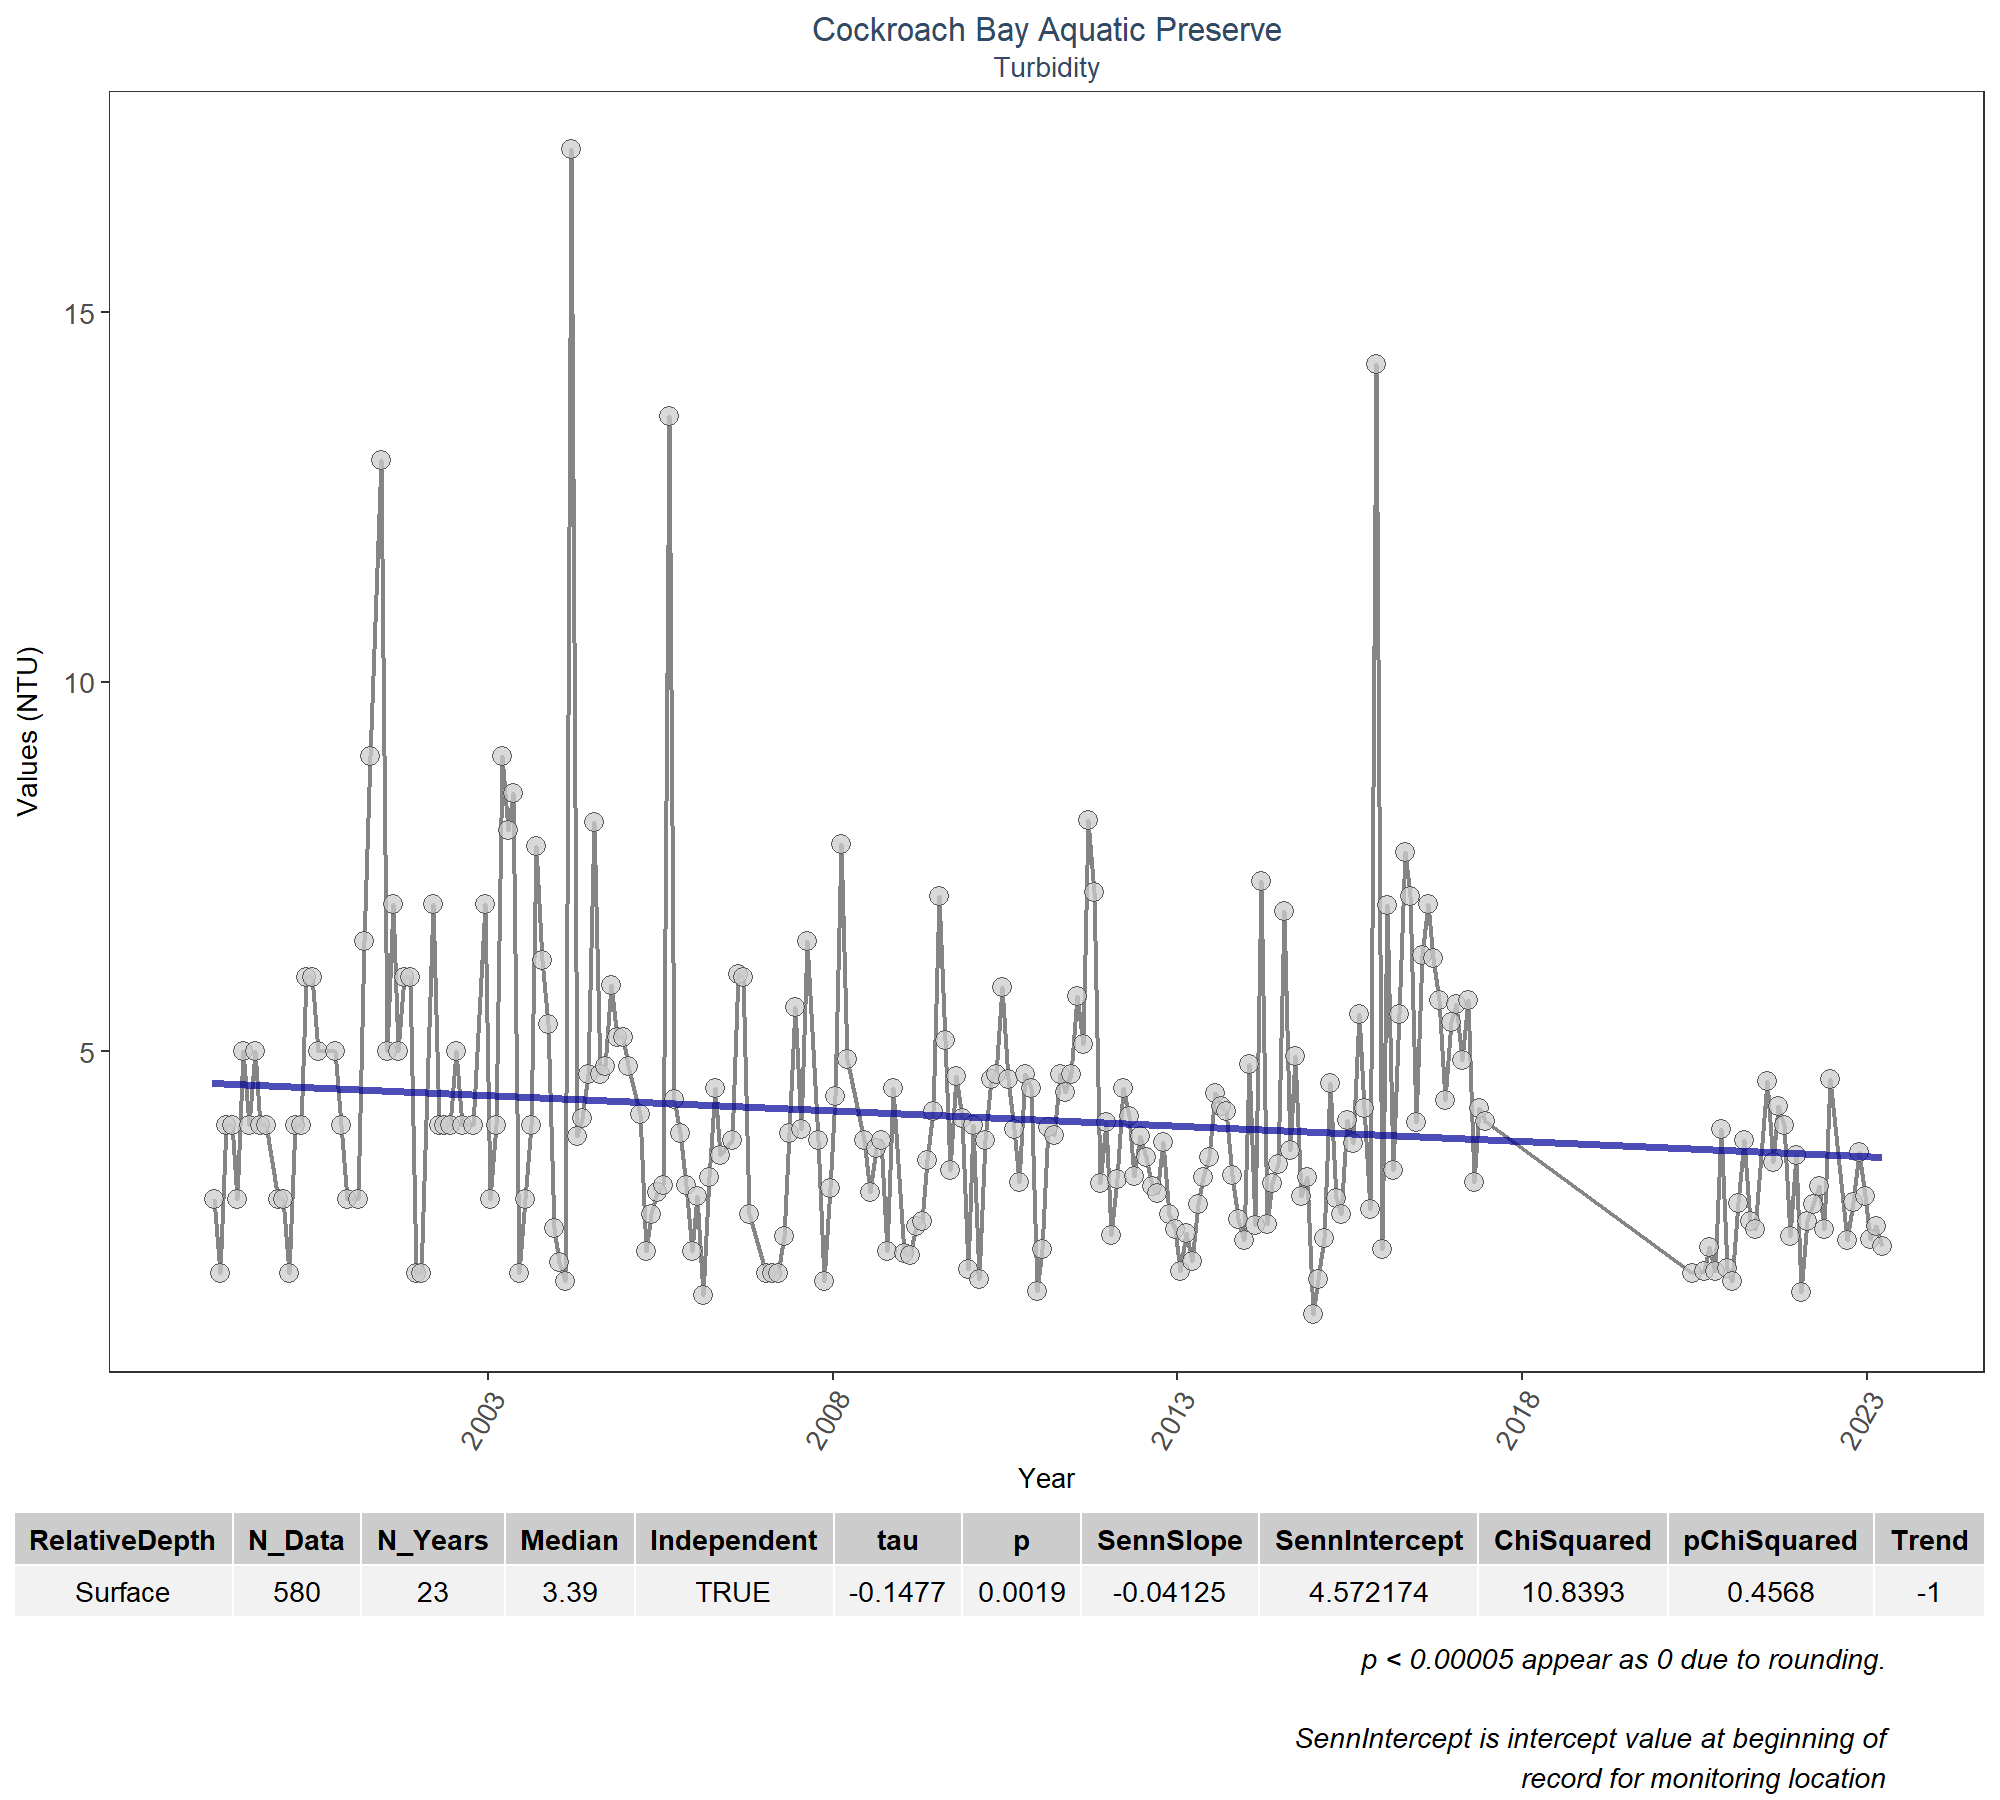 Cockroach Bay Aquatic Preserve
Turbidity
Values (NTU)
15
10
5
2003 2008 2013 2018 2023
Year
RelativeDepth N_Data N_Years Median Independent tau p SennSlope SennIntercept ChiSquared pChiSquared Trend
Surface 580 23 3.39 TRUE -0.1477 0.0019 -0.04125 4.572174 10.8393 0.4568 -1
p < 0.00005 appear as 0 due to rounding.
SennIntercept is intercept value at beginning of
record for monitoring location